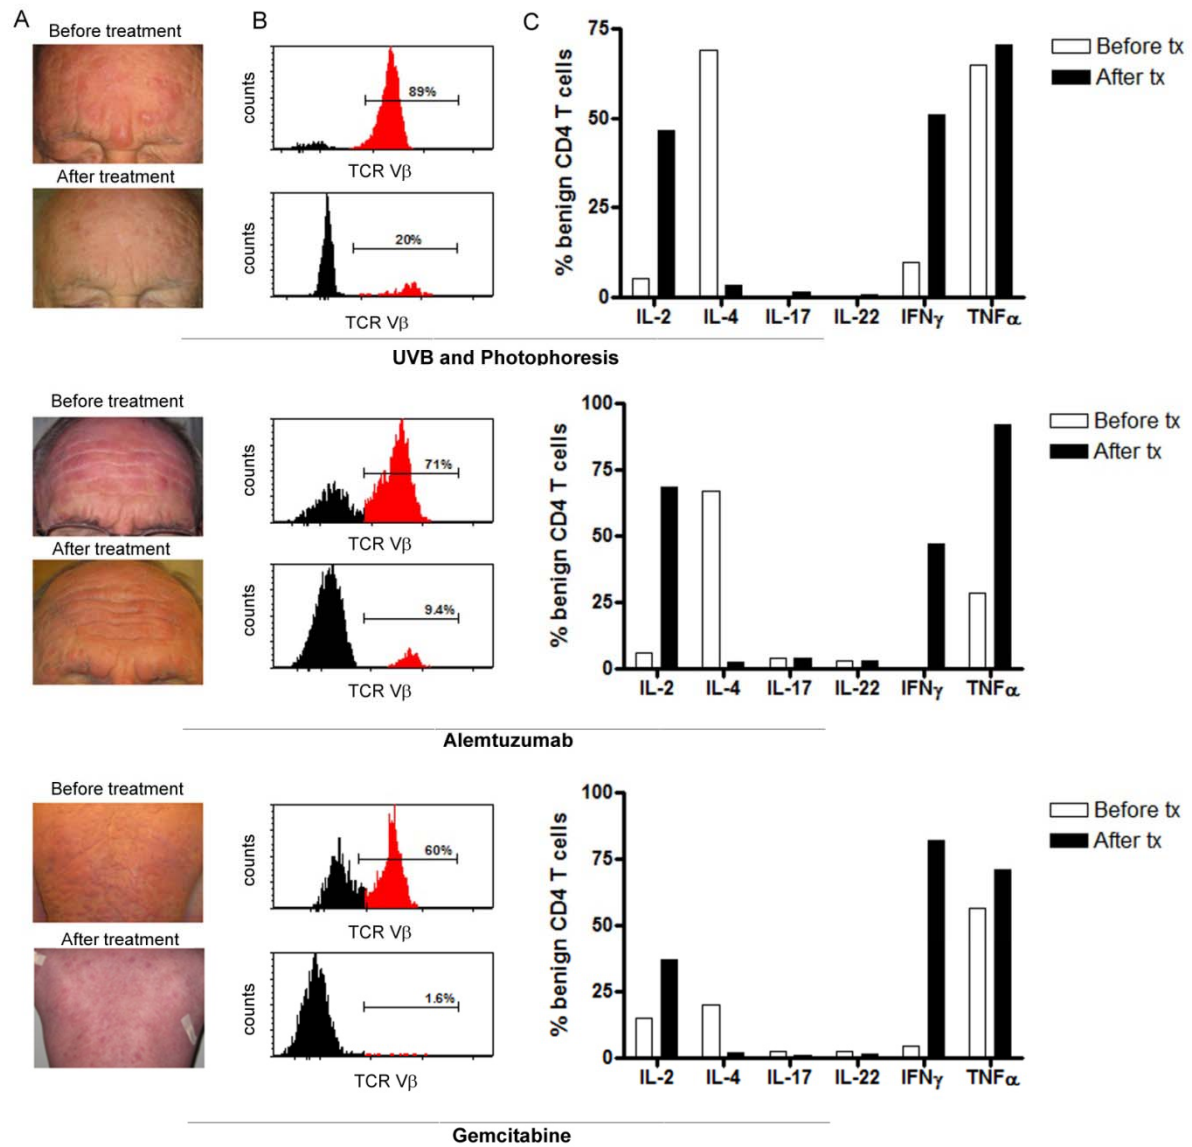 A
B
C
Before treatment
After treatment
counts
89%
TCR Vβ
counts
20%
TCR Vβ
% benign CD4 T cells
75
50
25
0
IL-2 IL-4 IL-17 IL-22 IFNγ TNFα
Before tx
After tx
UVB and Photophoresis
Before treatment
After treatment
counts
71%
TCR Vβ
counts
9.4%
TCR Vβ
% benign CD4 T cells
100
75
50
25
0
IL-2 IL-4 IL-17 IL-22 IFNγ TNFα
Before tx
After tx
Alemtuzumab
Before treatment
After treatment
counts
60%
TCR Vβ
counts
1.6%
TCR Vβ
% benign CD4 T cells
100
75
50
25
0
IL-2 IL-4 IL-17 IL-22 IFNγ TNFα
Before tx
After tx
Gemcitabine